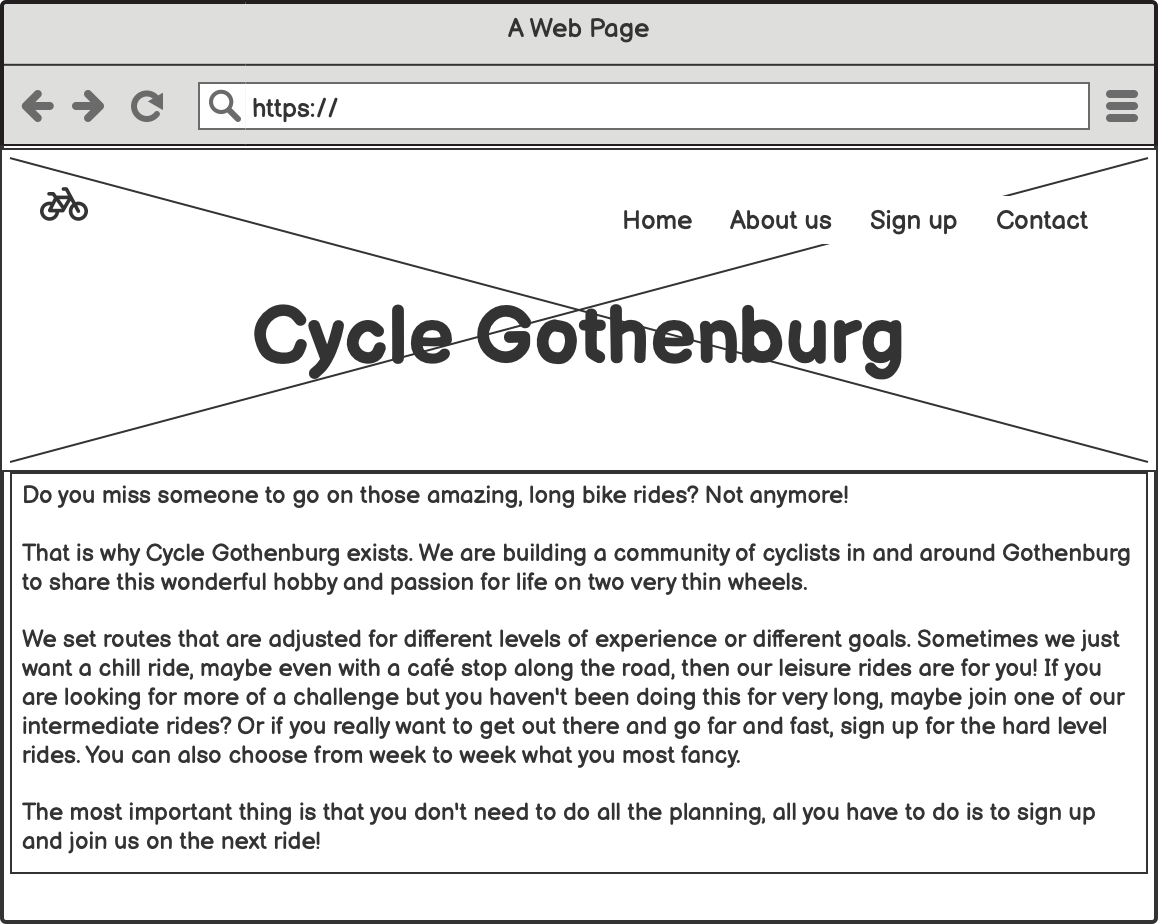 A Web Page
https://
Home About us Sign up Contact
Cycle Gothenburg
Do you miss someone to go on those amazing, long bike rides? Not anymore!
That is why Cycle Gothenburg exists. We are building a community of cyclists in and around Gothenburg
to share this wonderful hobby and passion for life on two very thin wheels.
We set routes that are adjusted for different levels of experience or different goals. Sometimes we just
want a chill ride, maybe even with a café stop along the road, then our leisure rides are for you! If you
are looking for more of a challenge but you haven't been doing this for very long, maybe join one of our
intermediate rides? Or if you really want to get out there and go far and fast, sign up for the hard level
rides. You can also choose from week to week what you most fancy.
The most important thing is that you don't need to do all the planning, all you have to do is to sign up
and join us on the next ride!